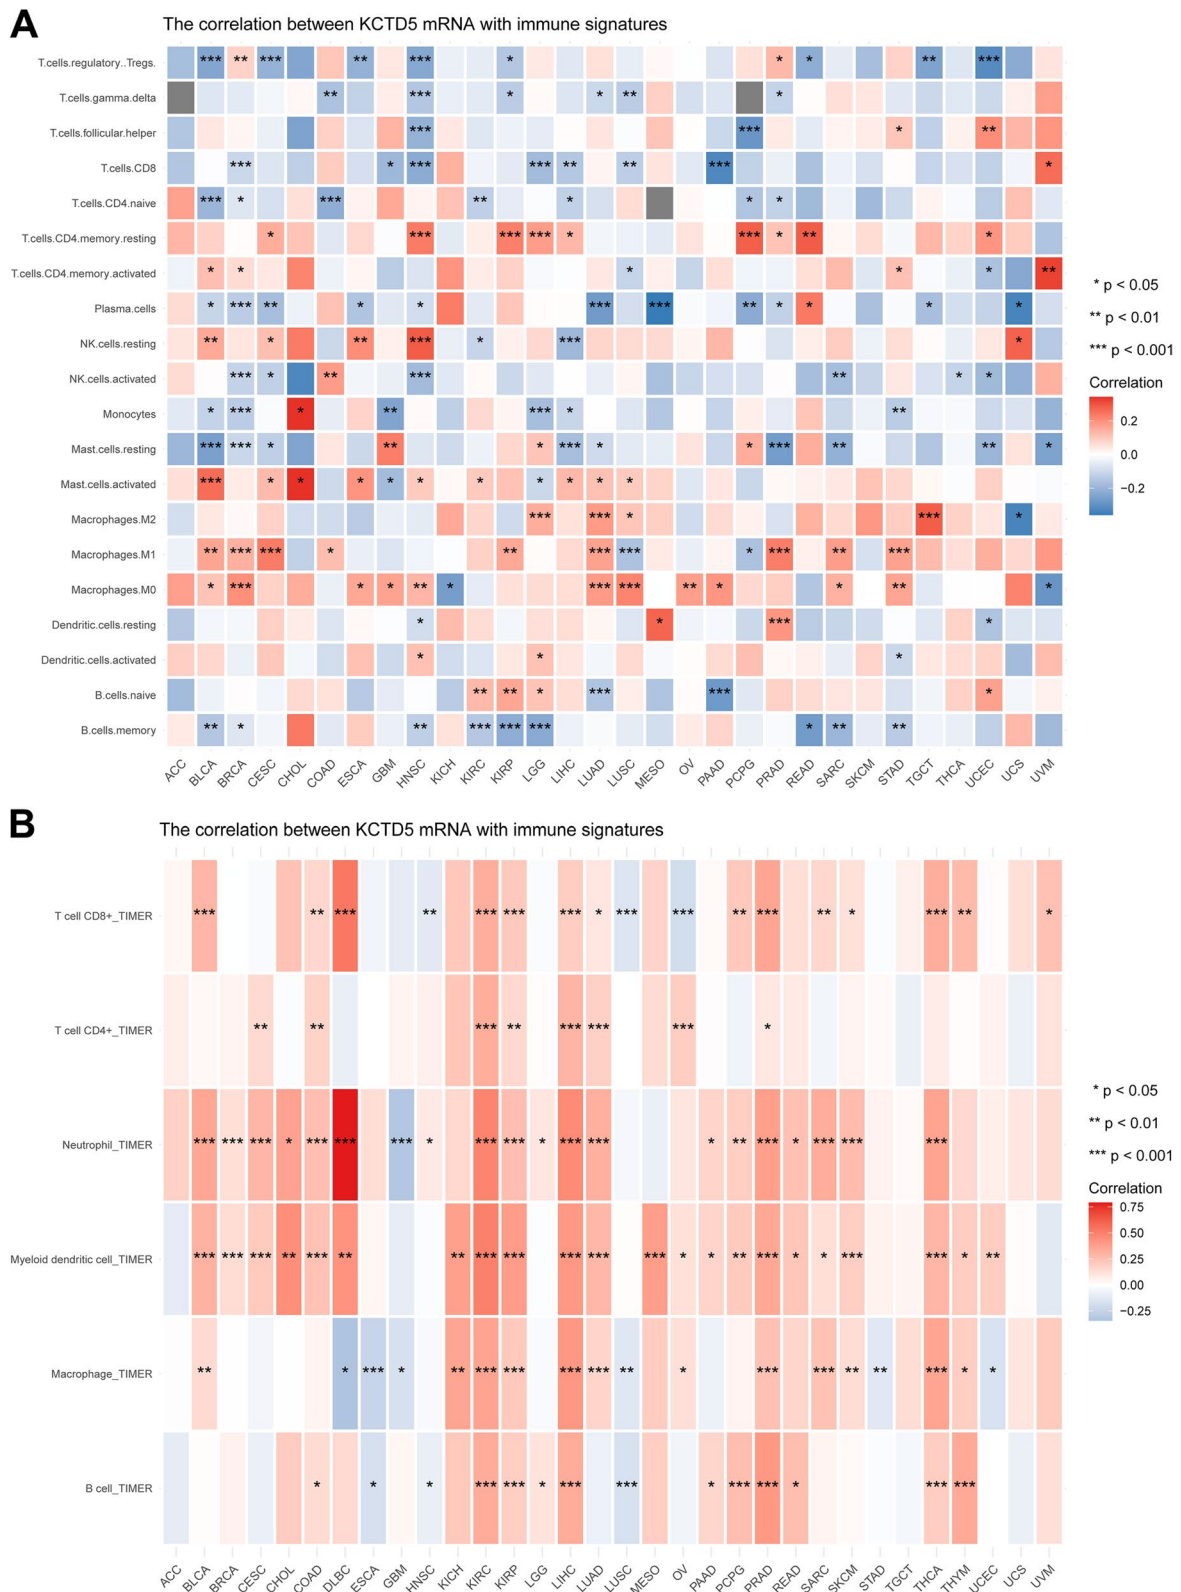 A
The correlation between KCTD5 mRNA with immune signatures
T.cells.regulatory..Tregs. *** ** *** ** *** * * * ** ***
T.cells.gamma.delta ** *** * * ** *
T.cells.follicular.helper *** *** * **
T.cells.CD8 *** * *** *** ** ** *** *
T.cells.CD4.naive *** * *** ** * * *
T.cells.CD4.memory.resting * *** *** *** * *** * ** *
T.cells.CD4.memory.activated * * * * * **
Plasma.cells * *** ** * * *** *** ** * * * *
NK.cells.resting ** * ** *** * *** *
NK.cells.activated *** * ** *** ** * *
Monocytes * *** * ** *** * **
Mast.cells.resting *** *** * ** * *** * * *** ** ** *
Mast.cells.activated *** * * * * * * * * * *
Macrophages.M2 *** *** * *** *
Macrophages.M1 ** *** *** * ** *** *** * *** ** ***
Macrophages.M0 * *** * * ** * *** *** ** * * ** *
Dendritic.cells.resting * * *** *
Dendritic.cells.activated * * *
B.cells.naive ** ** * *** *** *
B.cells.memory ** * ** *** *** *** * ** **
ACC BLCA BRCA CESC CHOL COAD ESCA GBM HNSC KICH KIRC KIRP LGG LIHC LUAD LUSC MESO OV PAAD PCPG PRAD READ SARC SKCM STAD TGCT THCA UCEC UCS UVM
* p < 0.05
** p < 0.01
*** p < 0.001
Correlation
0.2
0.0
−0.2
B
The correlation between KCTD5 mRNA with immune signatures
T cell CD8+_TIMER *** ** *** ** *** *** *** * *** *** ** *** ** * *** ** *
T cell CD4+_TIMER ** ** *** ** *** *** *** *
Neutrophil_TIMER *** *** *** * *** *** *** * *** *** * *** *** * ** *** * *** *** ***
Myeloid dendritic cell_TIMER *** *** *** ** *** ** ** *** *** *** *** *** * * ** *** * * *** *** * **
Macrophage_TIMER ** * *** * ** *** *** *** *** ** * *** *** ** ** *** * *
B cell_TIMER * * * *** *** * *** *** * *** *** * *** ***
ACC BLCA BRCA CESC CHOL COAD DLBC ESCA GBM HNSC KICH KIRC KIRP LGG LIHC LUAD LUSC MESO OV PAAD PCPG PRAD READ SARC SKCM STAD TGCT THCA THYM UCEC UCS UVM
* p < 0.05
** p < 0.01
*** p < 0.001
Correlation
0.75
0.50
0.25
0.00
−0.25